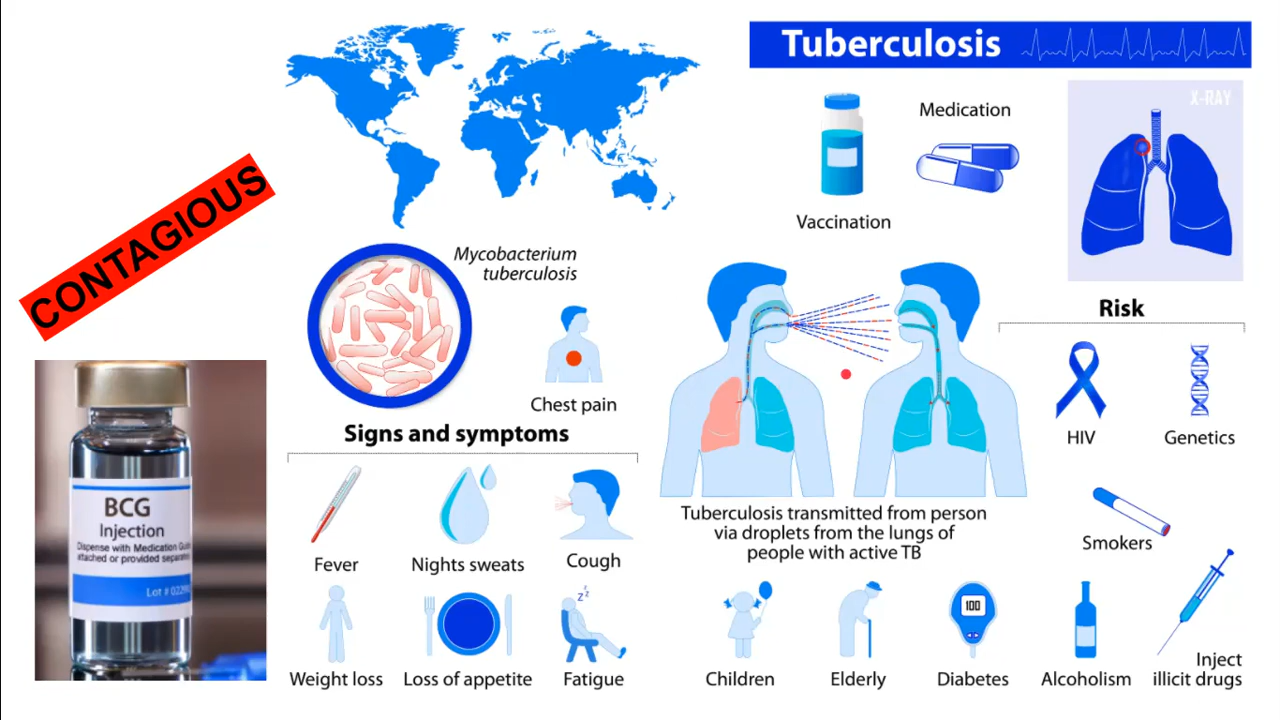 Tuberculosis
CONTAGIOUS
Medication
Vaccination
X-RAY
Mycobacterium
tuberculosis
Chest pain
Signs and symptoms
Fever
Nights sweats
Cough
Weight loss
Loss of appetite
Fatigue
Tuberculosis transmitted from person
via droplets from the lungs of
people with active TB
Risk
HIV
Genetics
Smokers
Children
Elderly
100
Diabetes
Alcoholism
Inject
illicit drugs
BCG
Injection
Dispense with Medication
attached or provided
Lot #